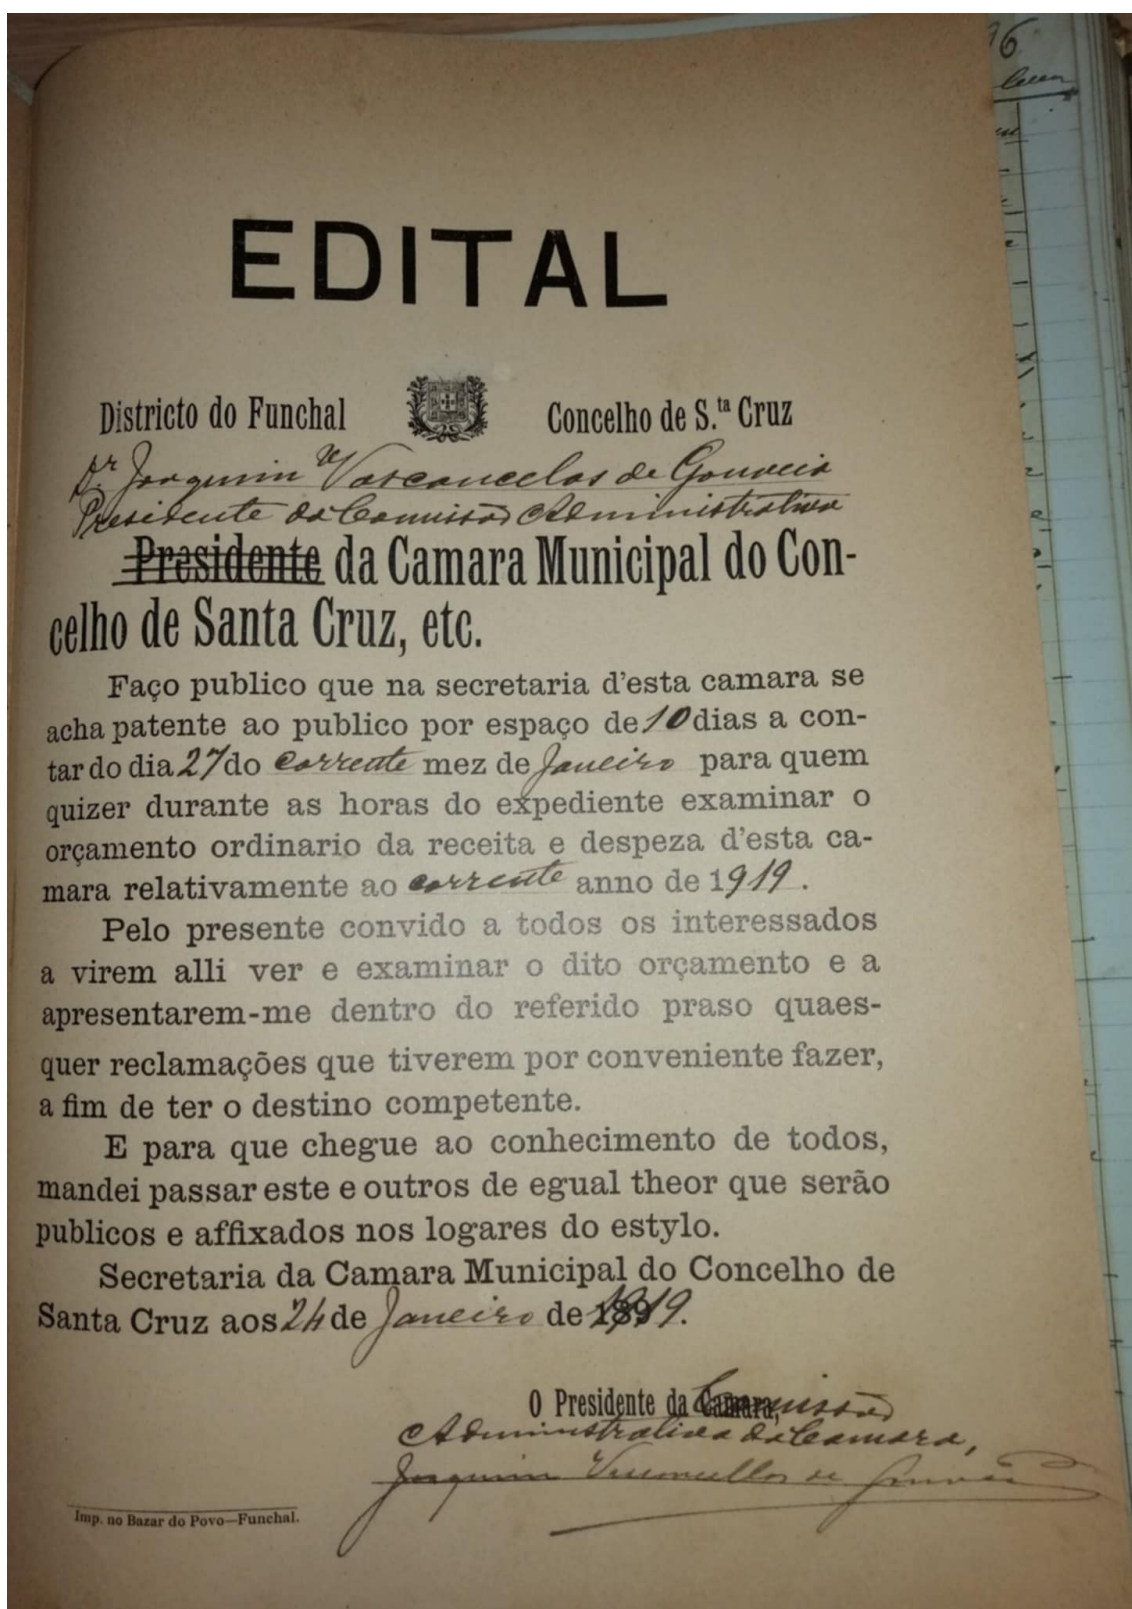 96
EDITAL
Districto do Funchal Concelho de S.ta Cruz
Dr Joaquim Vasconcelos de Gouveia
Presidente da Comissão Administrativa
Presidente da Camara Municipal do Con-
celho de Santa Cruz, etc.
Faço publico que na secretaria d'esta camara se
acha patente ao publico por espaço de 10 dias a con-
tar do dia 27 do corrente mez de Janeiro para quem
quizer durante as horas do expediente examinar o
orçamento ordinario da receita e despeza d'esta ca-
mara relativamente ao corrente anno de 1919.
Pelo presente convido a todos os interessados
a virem alli ver e examinar o dito orçamento e a
apresentarem-me dentro do referido praso quaes-
quer reclamações que tiverem por conveniente fazer,
a fim de ter o destino competente.
E para que chegue ao conhecimento de todos,
mandei passar este e outros de egual theor que serão
publicos e affixados nos logares do estylo.
Secretaria da Camara Municipal do Concelho de
Santa Cruz aos 24 de Janeiro de 1919.
O Presidente da Camara, Comissão
Administrativa da Camara,
Joaquim Vasconcellos de Gouveia
Imp. no Bazar do Povo—Funchal.